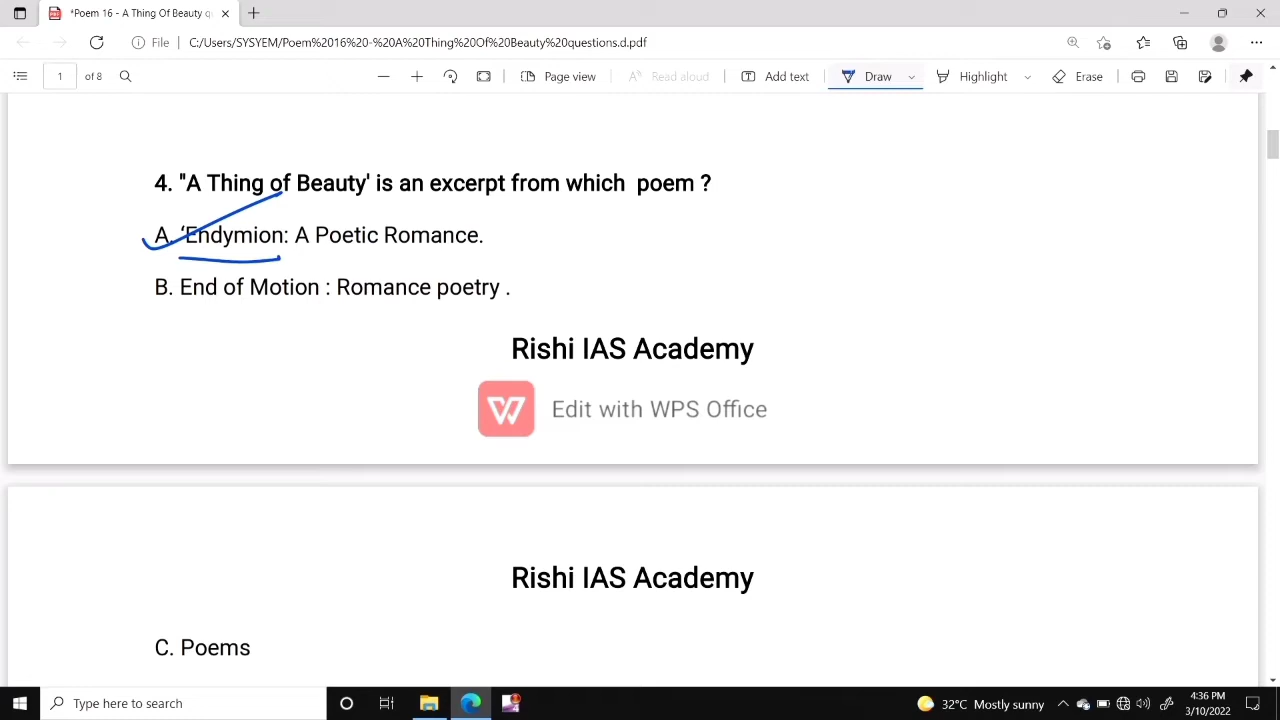 *Poem 16 - A Thing Of Beauty q
File
C:/Users/SYSYEM/Poem%2016%20-%20A%20Thing%20Of%20Beauty%20questions.d.pdf
1 of 8
Page view
Read aloud
Add text
Draw
Highlight
Erase
4. "A Thing of Beauty' is an excerpt from which poem ?
A. ‘Endymion: A Poetic Romance.
B. End of Motion : Romance poetry .
Rishi IAS Academy
Edit with WPS Office
Rishi IAS Academy
C. Poems
Type here to search
32°C Mostly sunny
4:36 PM
3/10/2022